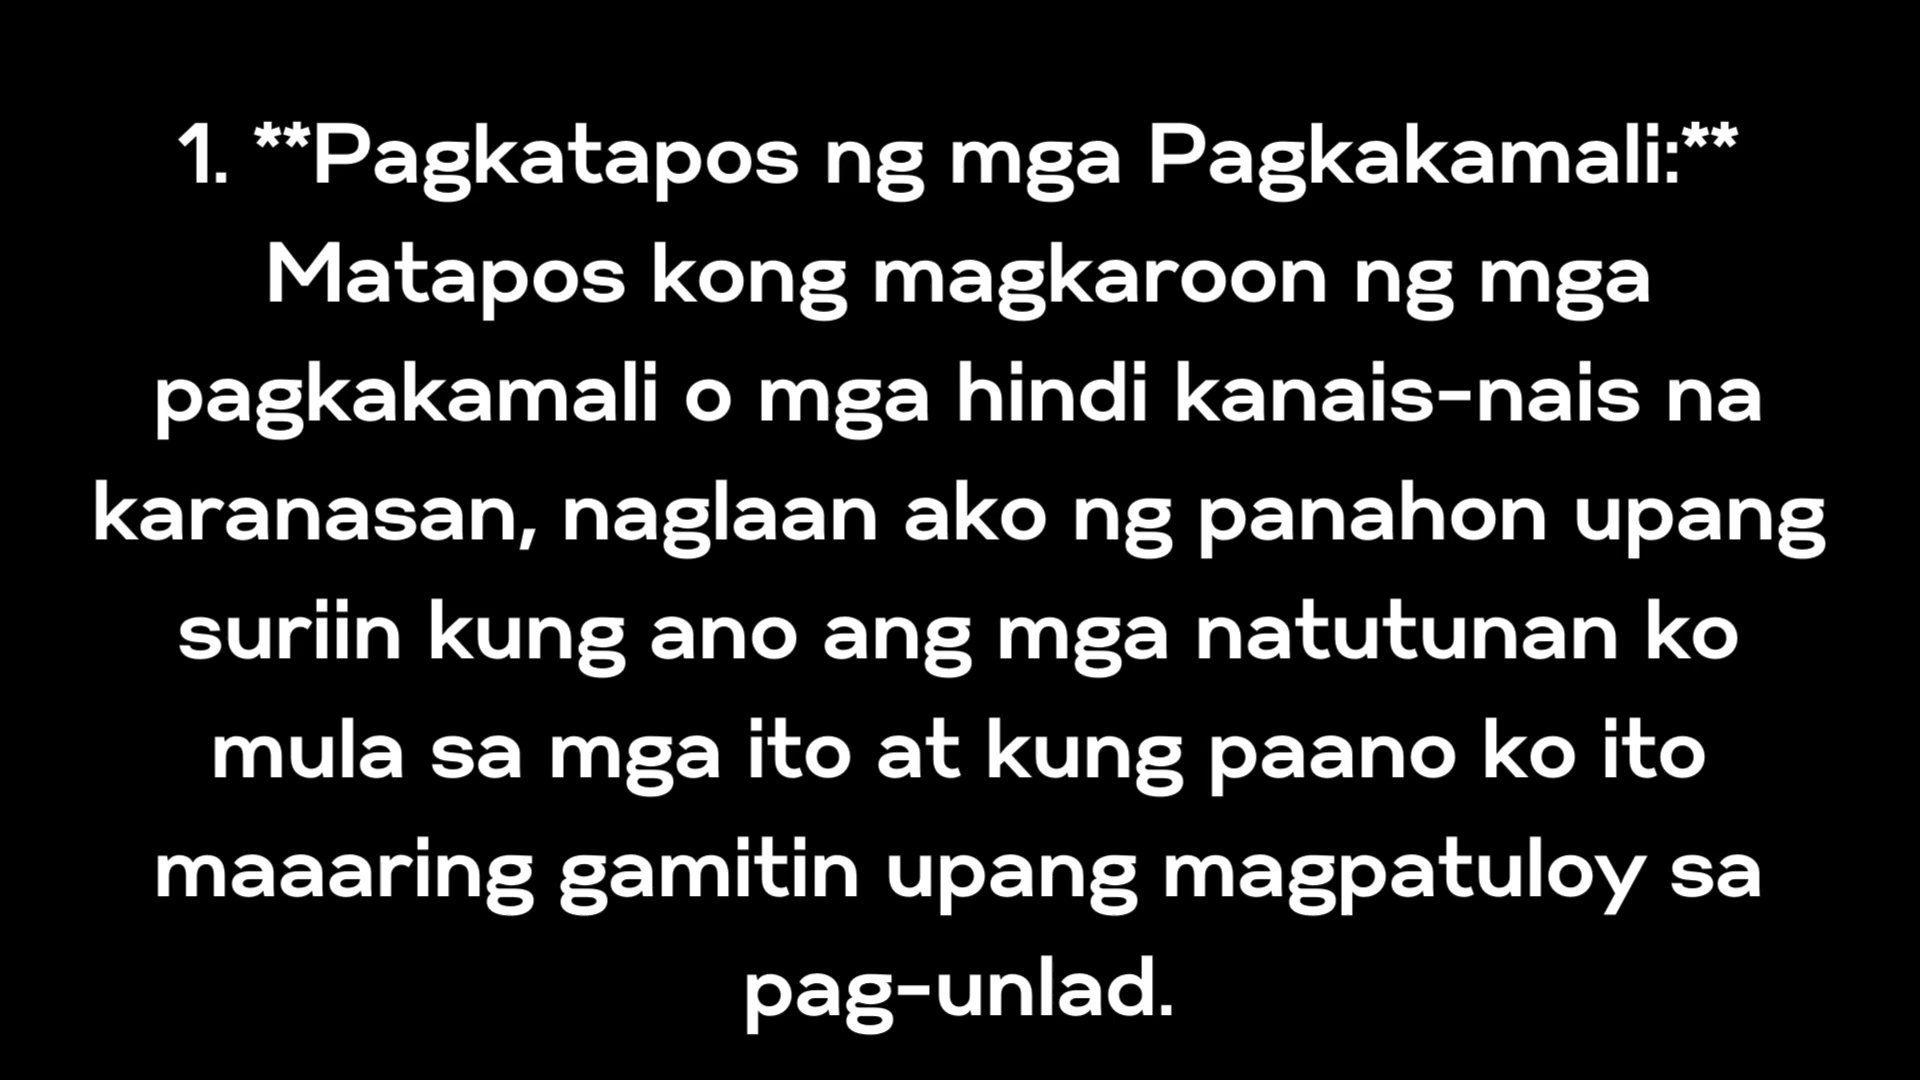 1. **Pagkatapos ng mga Pagkakamali:**
Matapos kong magkaroon ng mga
pagkakamali o mga hindi kanais-nais na
karanasan, naglaan ako ng panahon upang
suriin kung ano ang mga natutunan ko
mula sa mga ito at kung paano ko ito
maaaring gamitin upang magpatuloy sa
pag-unlad.